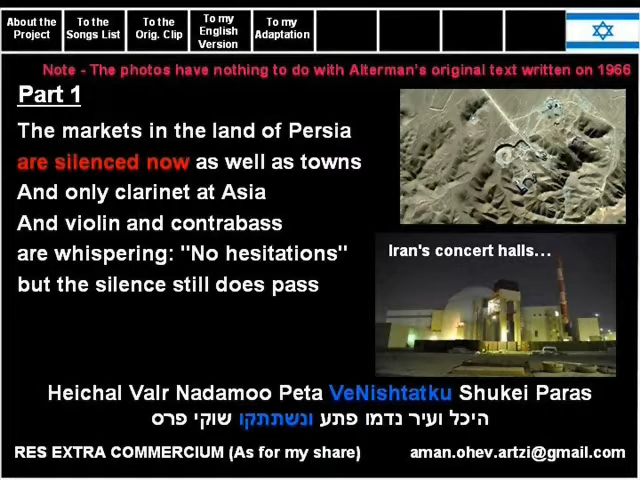 About the Project
To the Songs List
To the Orig. Clip
To my English Version
To my Adaptation
Note - The photos have nothing to do with Alterman's original text written on 1966
Part 1
The markets in the land of Persia
are silenced now as well as towns
And only clarinet at Asia
And violin and contrabass
are whispering: "No hesitations"
but the silence still does pass
Iran's concert halls...
Heichal VaIr Nadamoo Peta VeNishtatku Shukei Paras
היכל ועיר נדמו פתע ונשתתקו שוקי פרס
RES EXTRA COMMERCIUM (As for my share)
aman.ohev.artzi@gmail.com